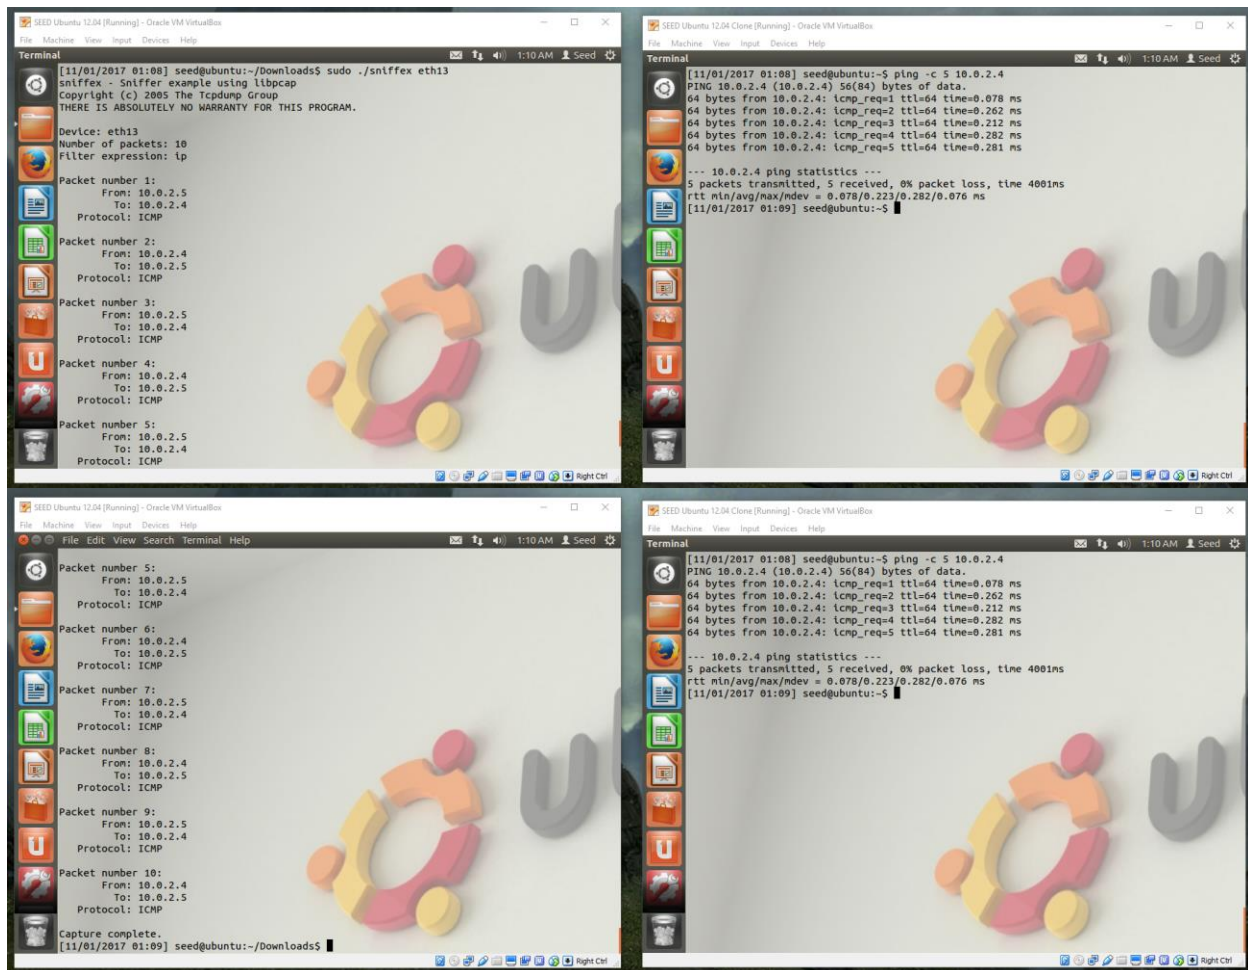 SEED Ubuntu 12.04 [Running] - Oracle VM VirtualBox
File Machine View Input Devices Help
Terminal 1:10 AM Seed
[11/01/2017 01:08] seed@ubuntu:~/Downloads$ sudo ./sniffex eth13
sniffex - Sniffer example using libpcap
Copyright (c) 2005 The Tcpdump Group
THERE IS ABSOLUTELY NO WARRANTY FOR THIS PROGRAM.
Device: eth13
Number of packets: 10
Filter expression: ip
Packet number 1:
From: 10.0.2.5
To: 10.0.2.4
Protocol: ICMP
Packet number 2:
From: 10.0.2.4
To: 10.0.2.5
Protocol: ICMP
Packet number 3:
From: 10.0.2.5
To: 10.0.2.4
Protocol: ICMP
Packet number 4:
From: 10.0.2.4
To: 10.0.2.5
Protocol: ICMP
Packet number 5:
From: 10.0.2.5
To: 10.0.2.4
Protocol: ICMP
Right Ctrl
SEED Ubuntu 12.04 Clone [Running] - Oracle VM VirtualBox
File Machine View Input Devices Help
Terminal 1:10 AM Seed
[11/01/2017 01:08] seed@ubuntu:~$ ping -c 5 10.0.2.4
PING 10.0.2.4 (10.0.2.4) 56(84) bytes of data.
64 bytes from 10.0.2.4: icmp_req=1 ttl=64 time=0.078 ms
64 bytes from 10.0.2.4: icmp_req=2 ttl=64 time=0.262 ms
64 bytes from 10.0.2.4: icmp_req=3 ttl=64 time=0.212 ms
64 bytes from 10.0.2.4: icmp_req=4 ttl=64 time=0.282 ms
64 bytes from 10.0.2.4: icmp_req=5 ttl=64 time=0.281 ms
--- 10.0.2.4 ping statistics ---
5 packets transmitted, 5 received, 0% packet loss, time 4001ms
rtt min/avg/max/mdev = 0.078/0.223/0.282/0.076 ms
[11/01/2017 01:09] seed@ubuntu:~$
Right Ctrl
SEED Ubuntu 12.04 [Running] - Oracle VM VirtualBox
File Machine View Input Devices Help
File Edit View Search Terminal Help 1:10 AM Seed
Packet number 5:
From: 10.0.2.5
To: 10.0.2.4
Protocol: ICMP
Packet number 6:
From: 10.0.2.4
To: 10.0.2.5
Protocol: ICMP
Packet number 7:
From: 10.0.2.5
To: 10.0.2.4
Protocol: ICMP
Packet number 8:
From: 10.0.2.4
To: 10.0.2.5
Protocol: ICMP
Packet number 9:
From: 10.0.2.5
To: 10.0.2.4
Protocol: ICMP
Packet number 10:
From: 10.0.2.4
To: 10.0.2.5
Protocol: ICMP
Capture complete.
[11/01/2017 01:09] seed@ubuntu:~/Downloads$
Right Ctrl
SEED Ubuntu 12.04 Clone [Running] - Oracle VM VirtualBox
File Machine View Input Devices Help
Terminal 1:10 AM Seed
[11/01/2017 01:08] seed@ubuntu:~$ ping -c 5 10.0.2.4
PING 10.0.2.4 (10.0.2.4) 56(84) bytes of data.
64 bytes from 10.0.2.4: icmp_req=1 ttl=64 time=0.078 ms
64 bytes from 10.0.2.4: icmp_req=2 ttl=64 time=0.262 ms
64 bytes from 10.0.2.4: icmp_req=3 ttl=64 time=0.212 ms
64 bytes from 10.0.2.4: icmp_req=4 ttl=64 time=0.282 ms
64 bytes from 10.0.2.4: icmp_req=5 ttl=64 time=0.281 ms
--- 10.0.2.4 ping statistics ---
5 packets transmitted, 5 received, 0% packet loss, time 4001ms
rtt min/avg/max/mdev = 0.078/0.223/0.282/0.076 ms
[11/01/2017 01:09] seed@ubuntu:~$
Right Ctrl